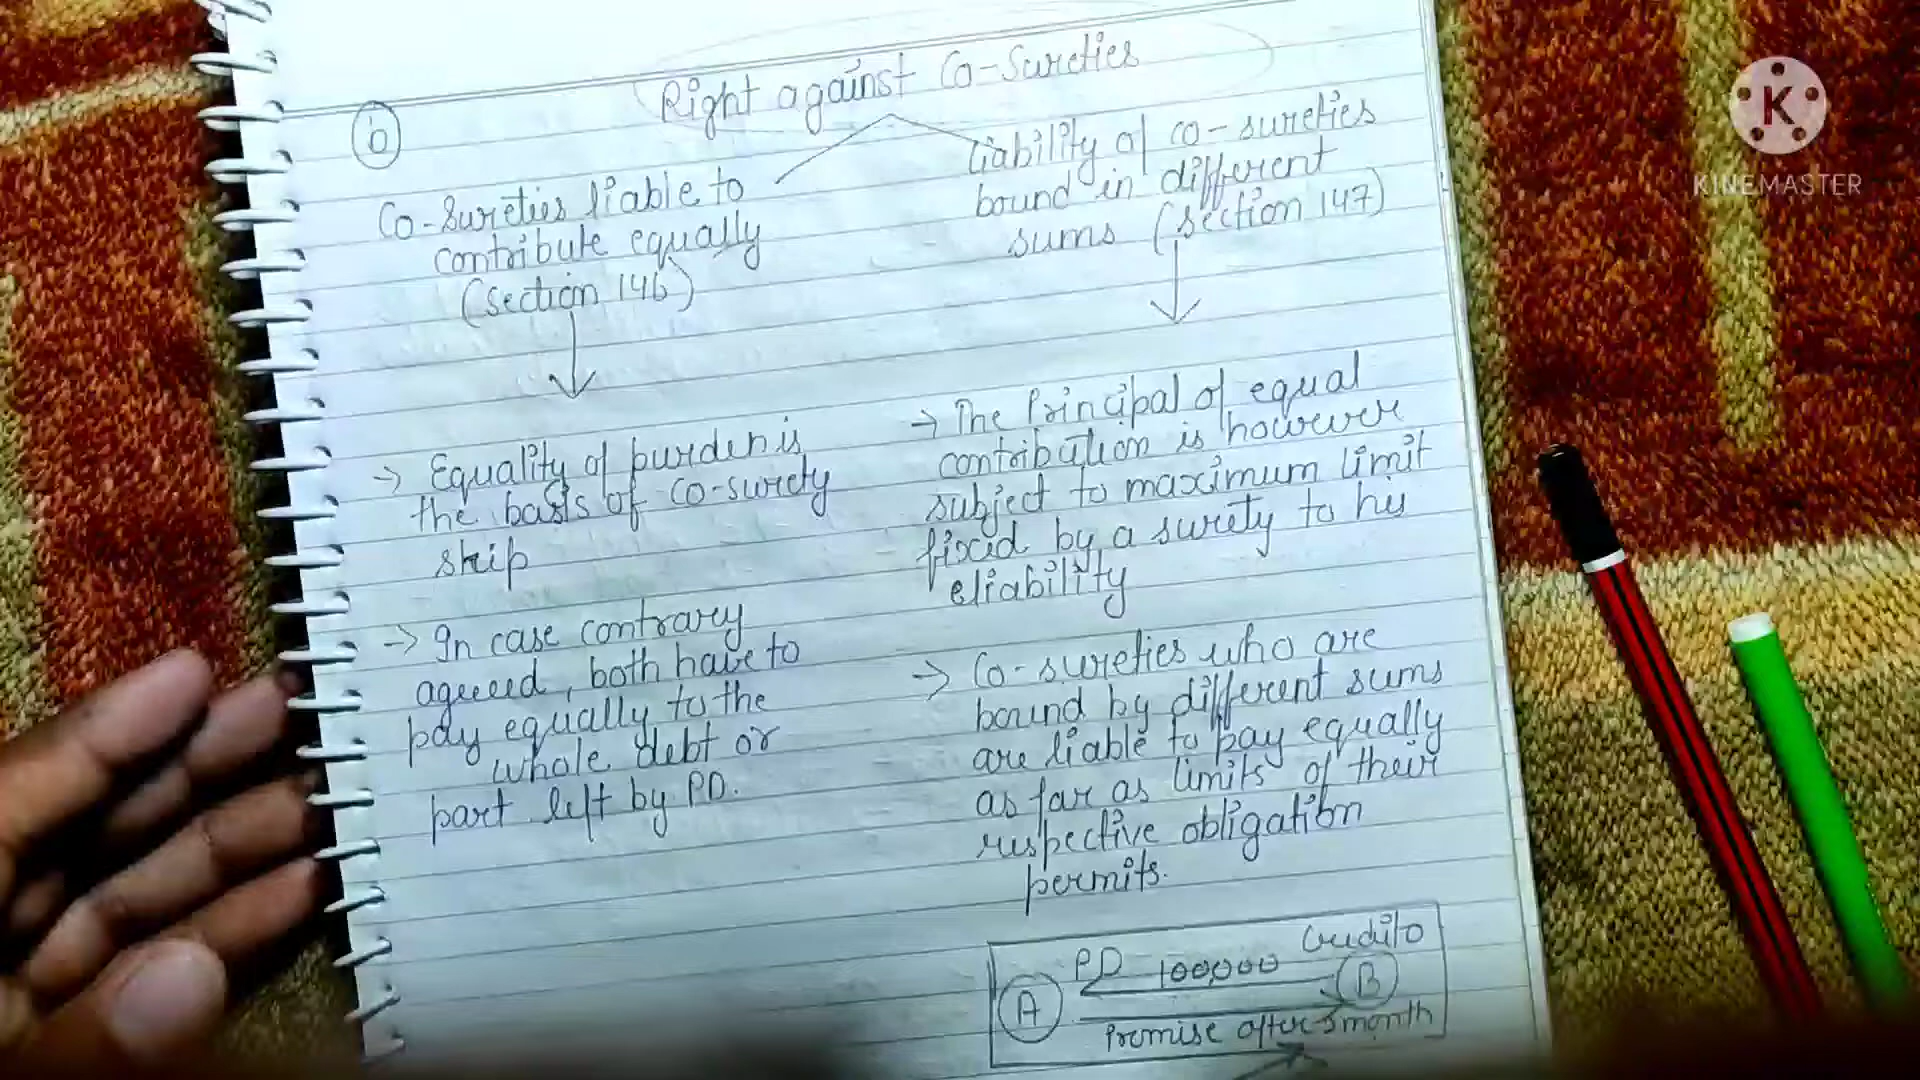 Right against Co-Sureties
6
Co-Sureties liable to
contribute equally
(section 146)
→ Equality of burden is
the basis of co-surety
ship
→ In case contrary
agreed, both have to
pay equally to the
whole debt or
part left by PD.
Liability of co-sureties
bound in different
sums (section 147)
→ The Principal of equal
contribution is however
subject to maximum limit
fixed by a surety to his
eliability
→ Co-sureties who are
bound by different sums
are liable to pay equally
as far as limits of their
respective obligation
permits.
PD 100,000 Credito
A B
Promise after 3 month
K
KINEMASTER